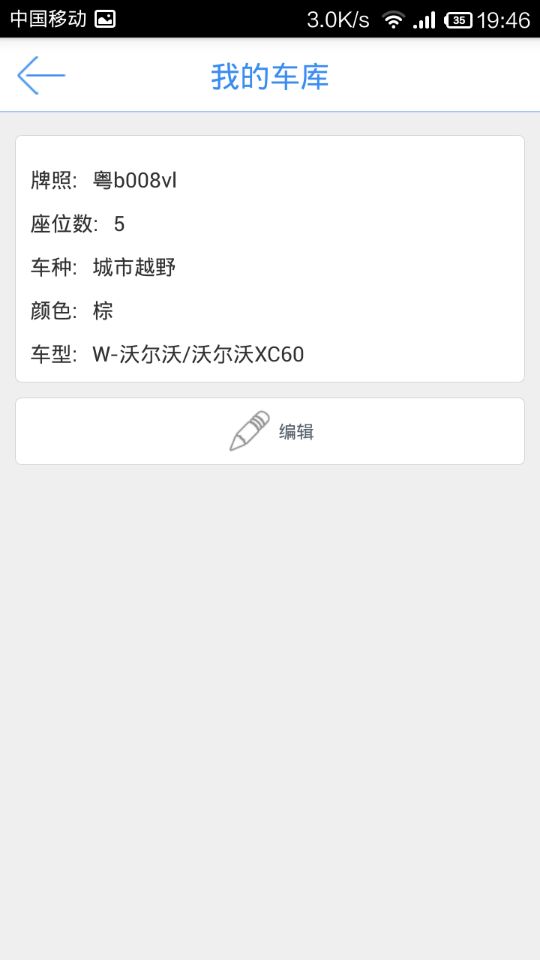 中国移动 3.0K/s 35 19:46
我的车库
牌照: 粤b008vl
座位数: 5
车种: 城市越野
颜色: 棕
车型: W-沃尔沃/沃尔沃XC60
编辑